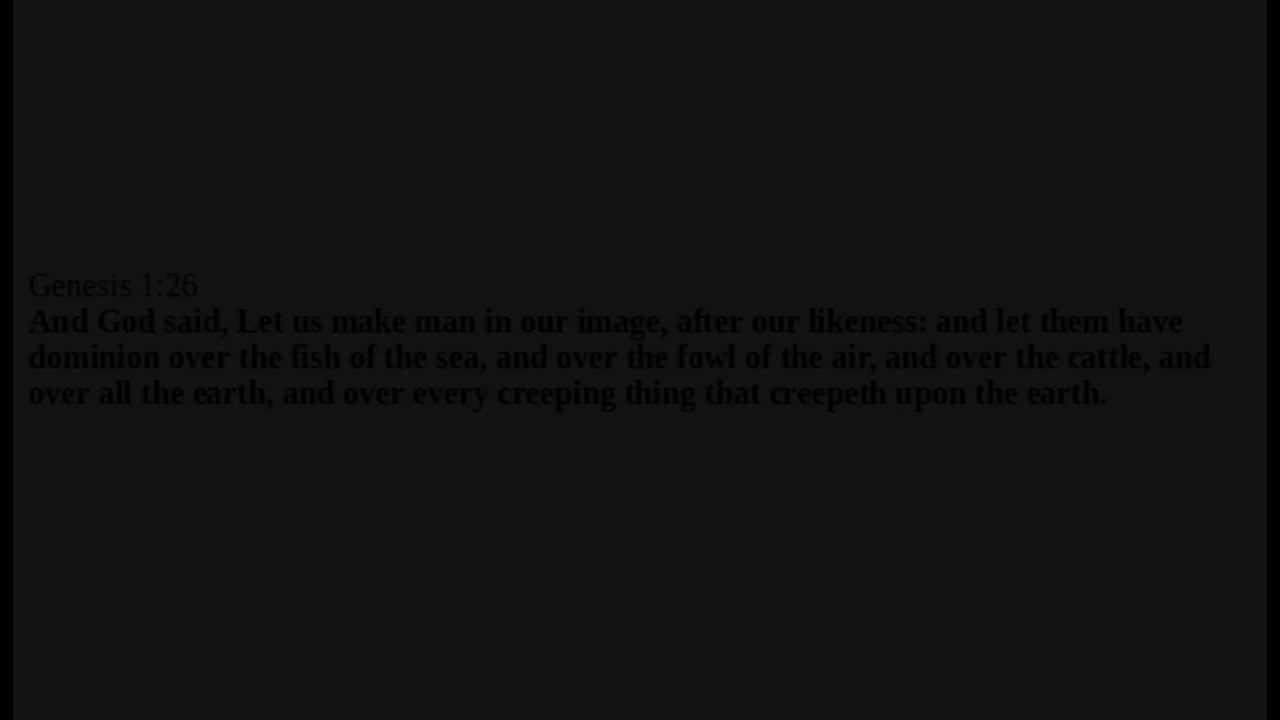 Genesis 1:26
And God said, Let us make man in our image, after our likeness: and let them have
dominion over the fish of the sea, and over the fowl of the air, and over the cattle, and
over all the earth, and over every creeping thing that creepeth upon the earth.